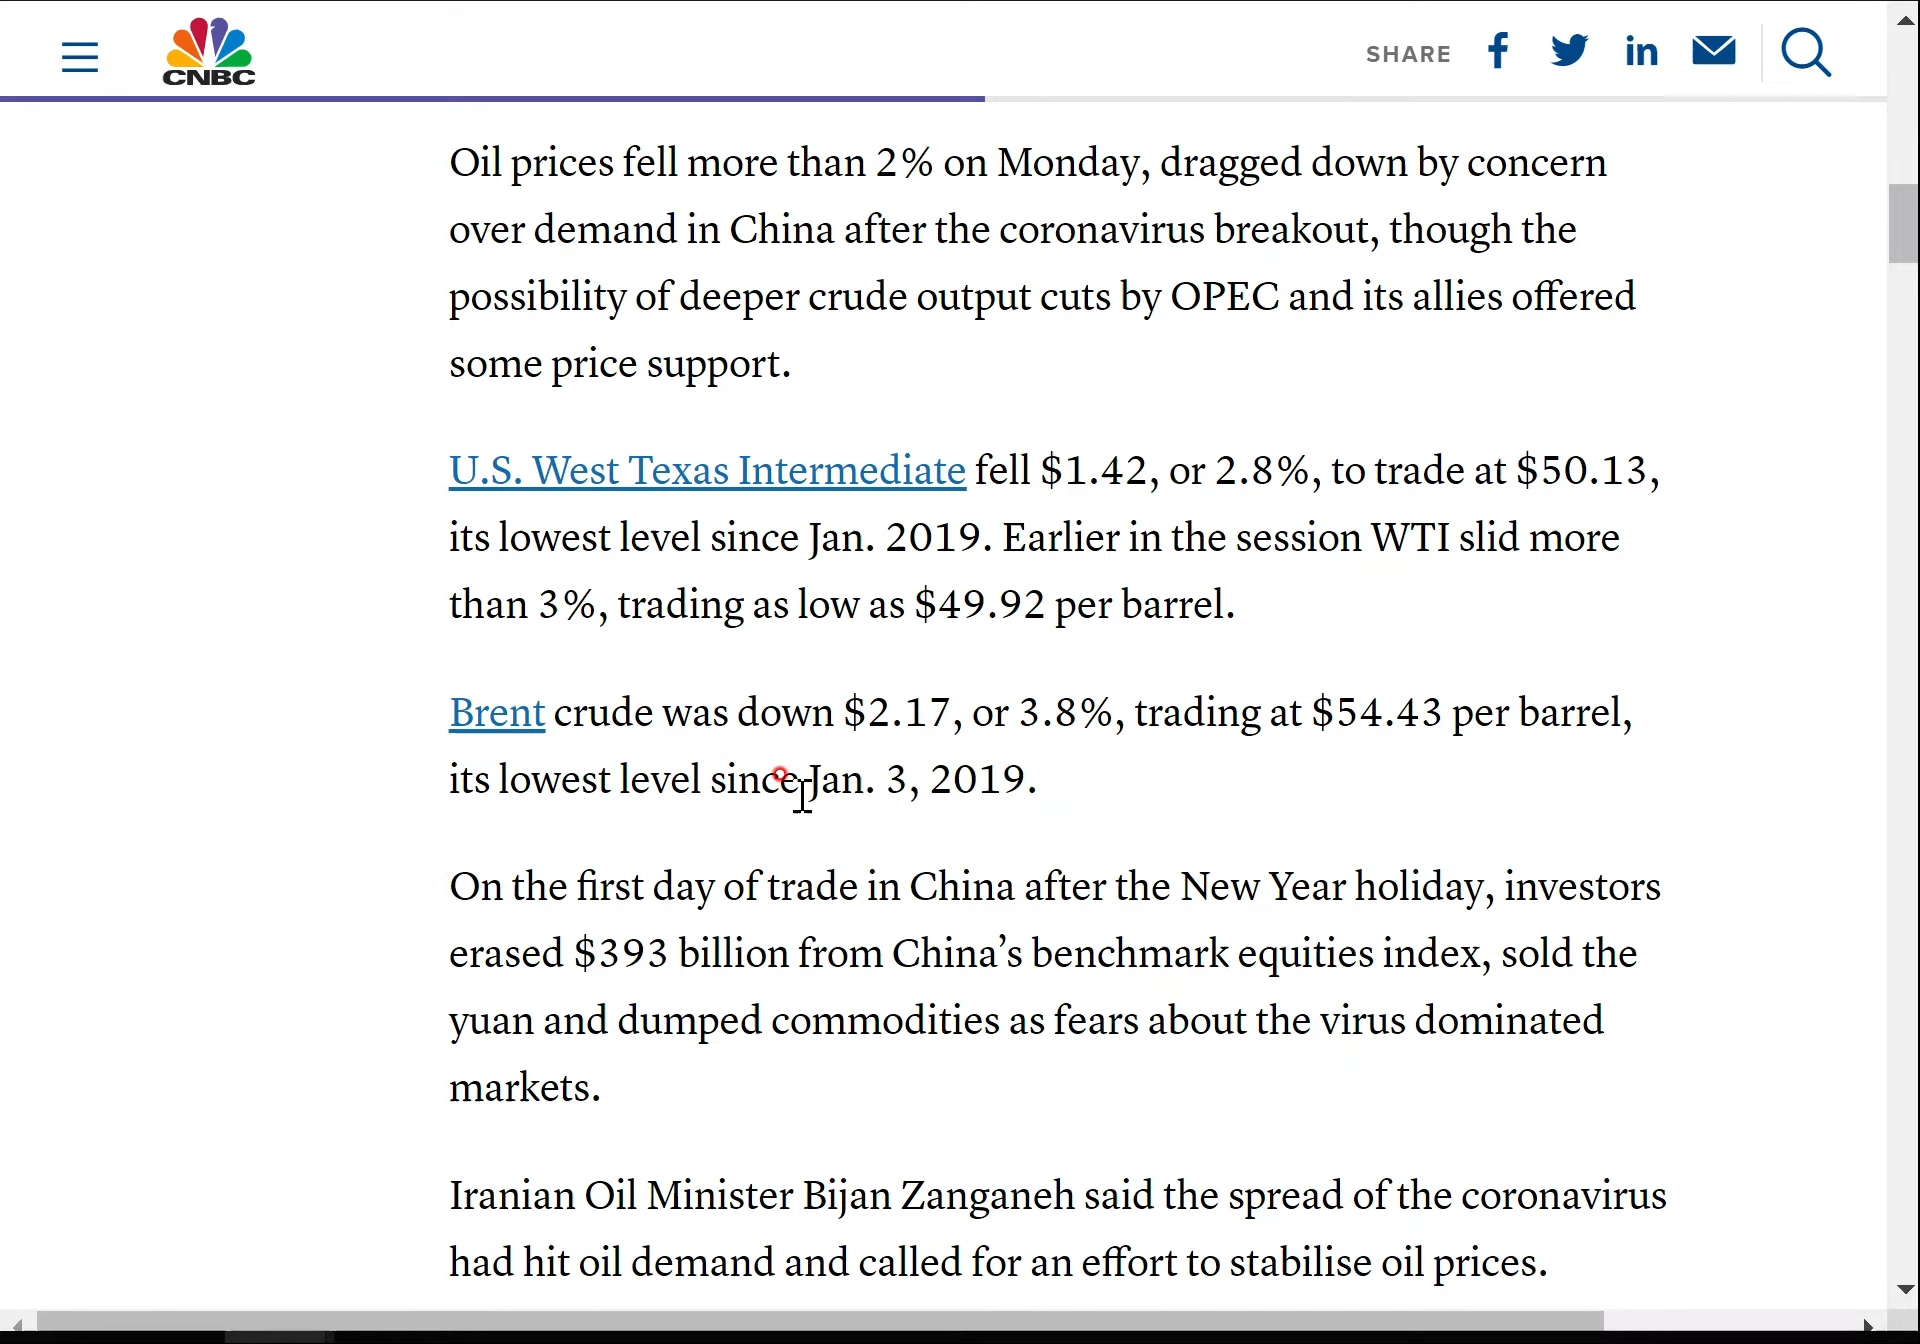 CNBC
SHARE
Oil prices fell more than 2% on Monday, dragged down by concern
over demand in China after the coronavirus breakout, though the
possibility of deeper crude output cuts by OPEC and its allies offered
some price support.
U.S. West Texas Intermediate fell $1.42, or 2.8%, to trade at $50.13,
its lowest level since Jan. 2019. Earlier in the session WTI slid more
than 3%, trading as low as $49.92 per barrel.
Brent crude was down $2.17, or 3.8%, trading at $54.43 per barrel,
its lowest level since Jan. 3, 2019.
On the first day of trade in China after the New Year holiday, investors
erased $393 billion from China’s benchmark equities index, sold the
yuan and dumped commodities as fears about the virus dominated
markets.
Iranian Oil Minister Bijan Zanganeh said the spread of the coronavirus
had hit oil demand and called for an effort to stabilise oil prices.